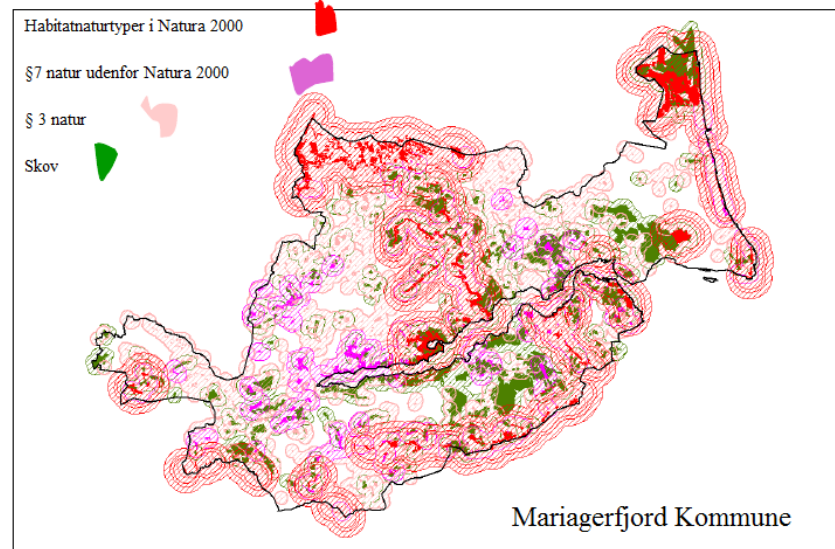 Habitatnaturtyper i Natura 2000
§7 natur udenfor Natura 2000
§ 3 natur
Skov
Mariagerfjord Kommune